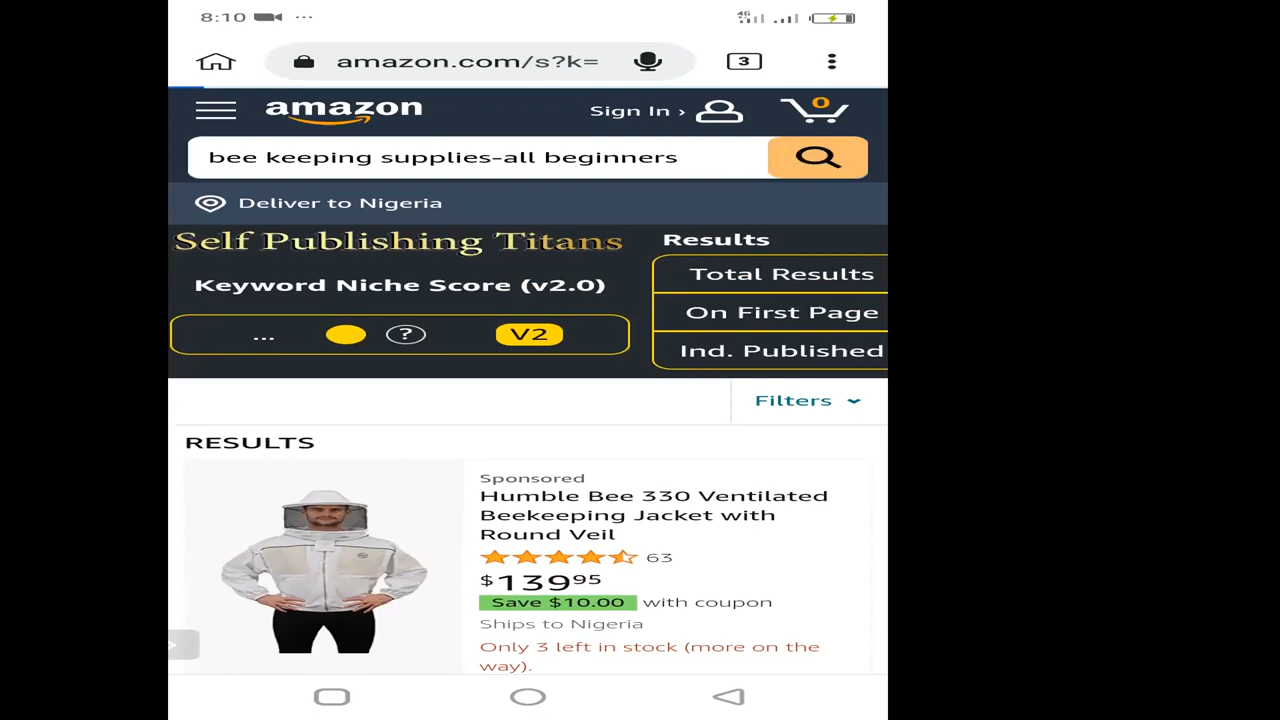 8:10
4G
amazon.com/s?k=
3
amazon
Sign In ›
0
bee keeping supplies-all beginners
Deliver to Nigeria
Self Publishing Titans
Keyword Niche Score (v2.0)
... ? V2
Results
Total Results
On First Page
Ind. Published
Filters
RESULTS
Sponsored
Humble Bee 330 Ventilated
Beekeeping Jacket with
Round Veil
63
$139.95
Save $10.00 with coupon
Ships to Nigeria
Only 3 left in stock (more on the
way).